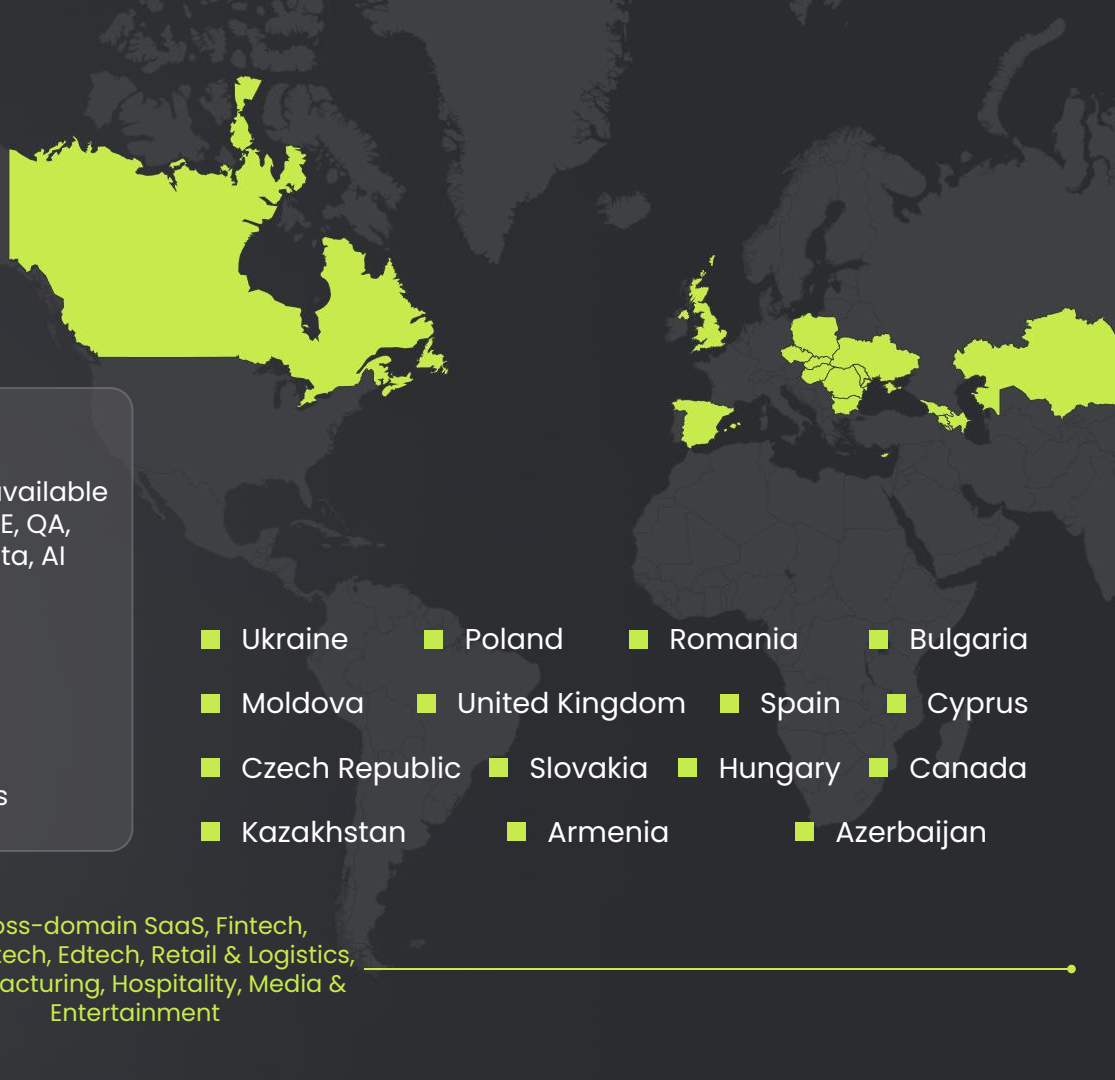 available
E, QA,
ta, AI
s
Ukraine Poland Romania Bulgaria
Moldova United Kingdom Spain Cyprus
Czech Republic Slovakia Hungary Canada
Kazakhstan Armenia Azerbaijan
oss-domain SaaS, Fintech,
tech, Edtech, Retail & Logistics,
acturing, Hospitality, Media &
Entertainment